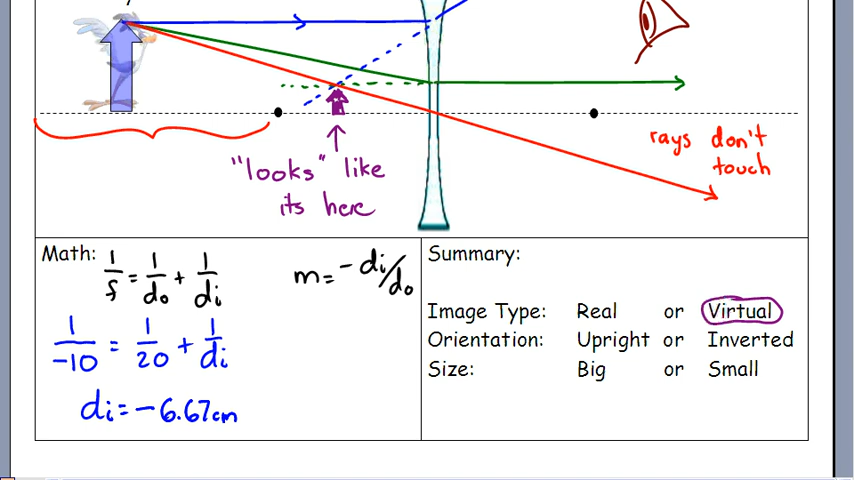 rays don't
touch
"looks" like
its here
Math:
1/f = 1/do + 1/di
m = -di/do
1/-10 = 1/20 + 1/di
di = -6.67cm
Summary:
Image Type: Real or Virtual
Orientation: Upright or Inverted
Size: Big or Small